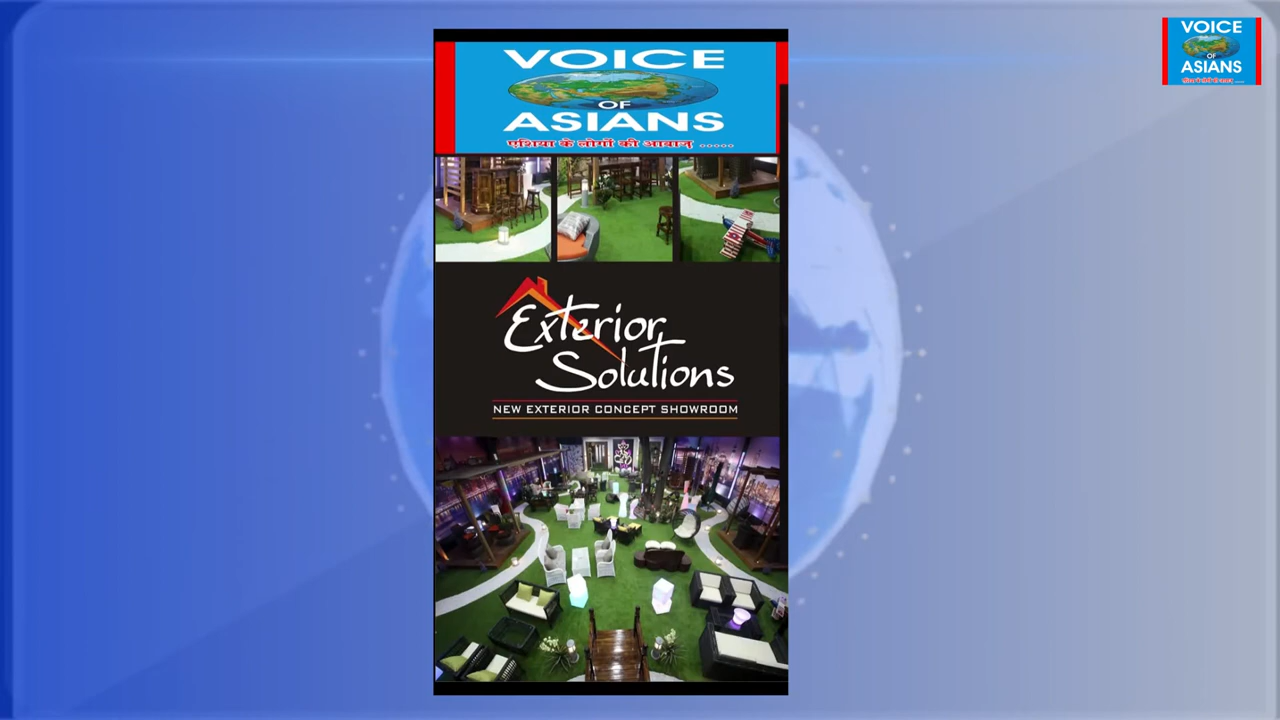 VOICE
OF
ASIANS
एशिया के लोगों की आवाज़ .....
Exterior
Solutions
NEW EXTERIOR CONCEPT SHOWROOM
VOICE
OF
ASIANS